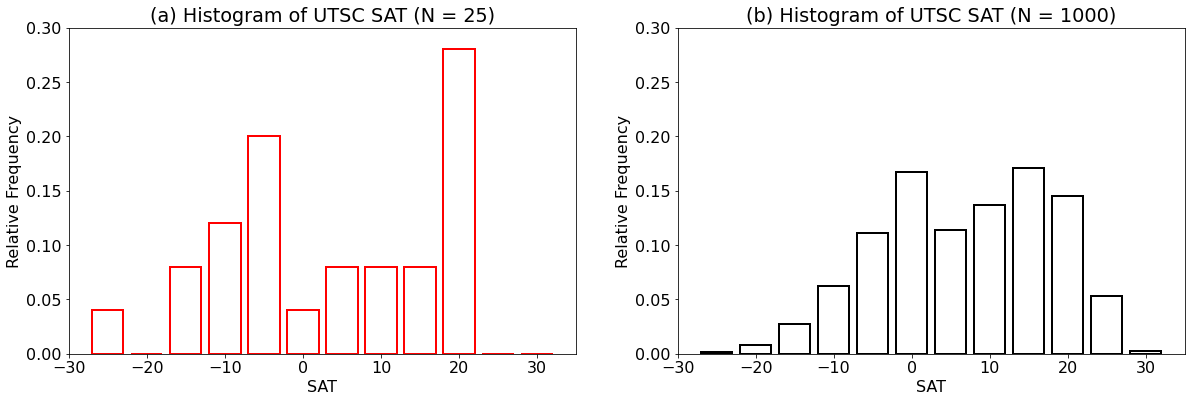 (a) Histogram of UTSC SAT (N = 25)
0.30
0.25
0.20
0.15
0.10
0.05
0.00
Relative Frequency
−30 −20 −10 0 10 20 30
SAT
(b) Histogram of UTSC SAT (N = 1000)
0.30
0.25
0.20
0.15
0.10
0.05
0.00
Relative Frequency
−30 −20 −10 0 10 20 30
SAT